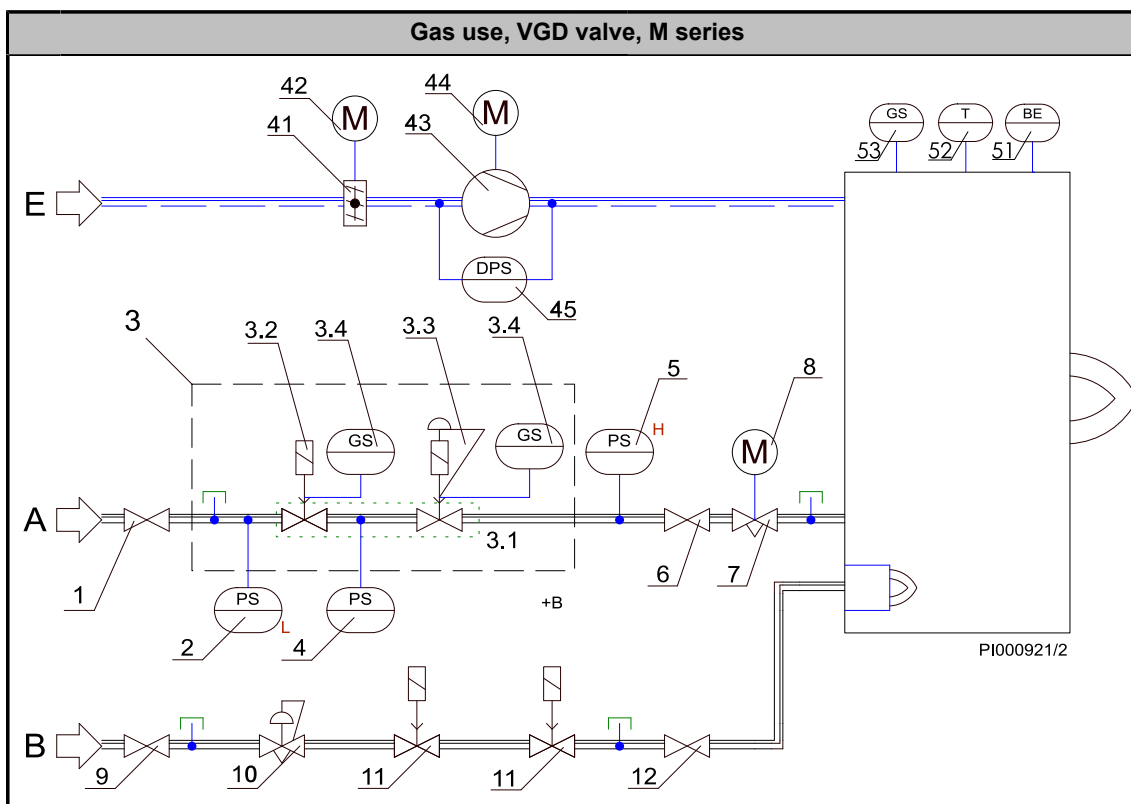 Gas use, VGD valve, M series
42
44
M
M
41
43
GS
T
BE
53
52
51
E
DPS
45
3
3.2
3.4
3.3
3.4
5
8
GS
GS
PS
H
M
A
3.1
1
6
7
PS
L
PS
+B
2
4
PI000921/2
B
9
10
11
11
12